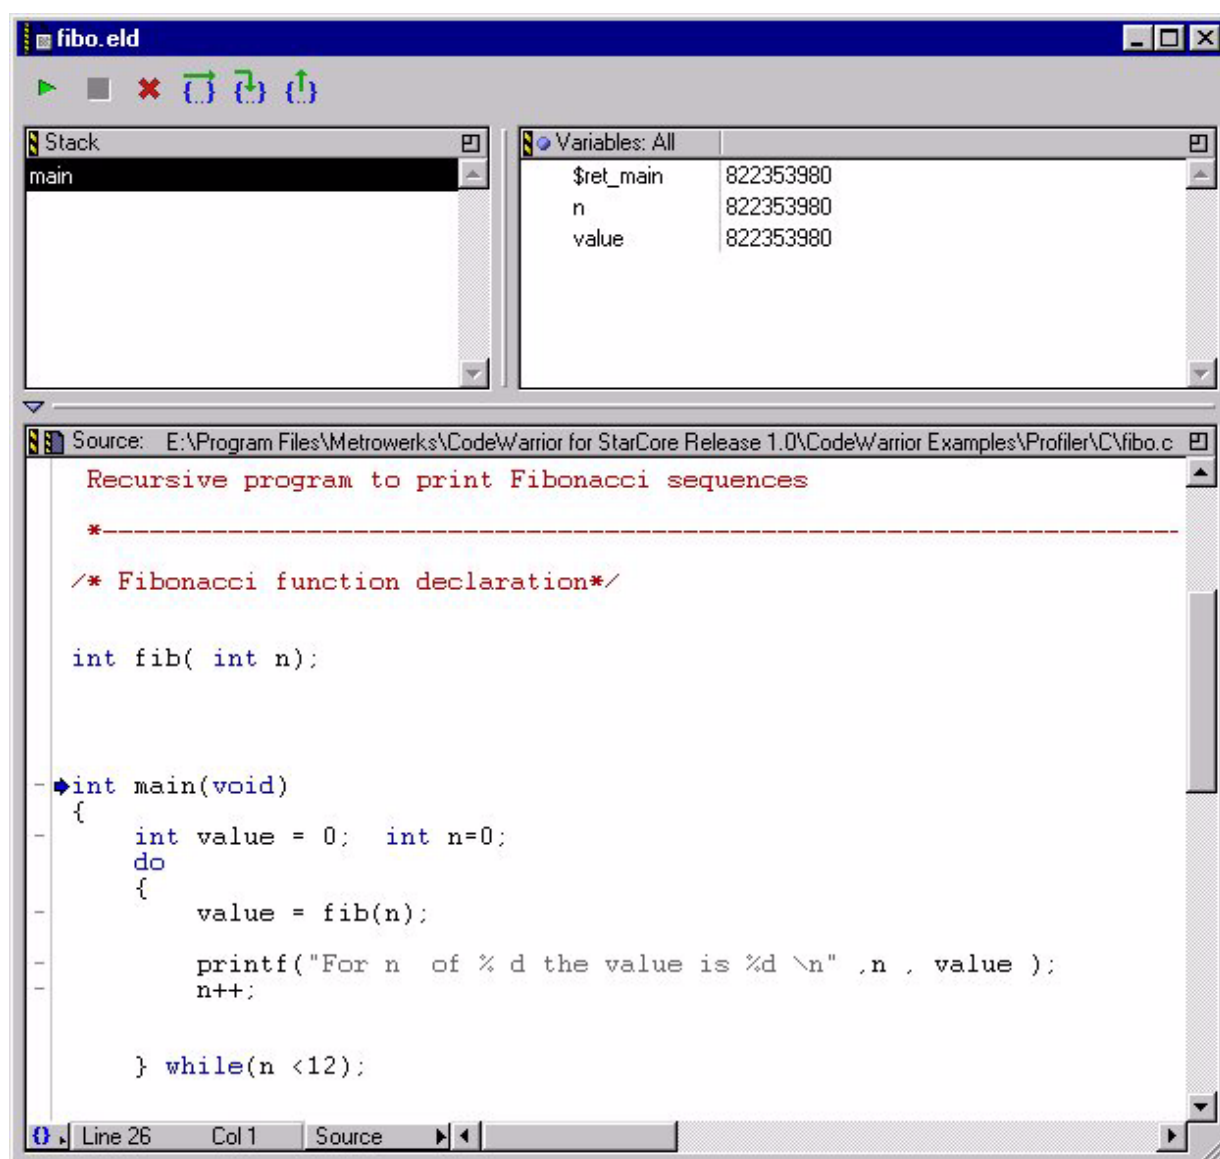 fibo.eld
Stack
main
Variables: All
$ret_main 822353980
n 822353980
value 822353980
Source: E:\Program Files\Metrowerks\CodeWarrior for StarCore Release 1.0\CodeWarrior Examples\Profiler\C\fibo.c
Recursive program to print Fibonacci sequences
*---------------------------------------------------------------------
/* Fibonacci function declaration*/
int fib( int n);
int main(void)
{
int value = 0;  int n=0;
do
{
value = fib(n);
printf("For n  of % d the value is %d \n" ,n , value );
n++;
} while(n <12);
Line 26 Col 1 Source